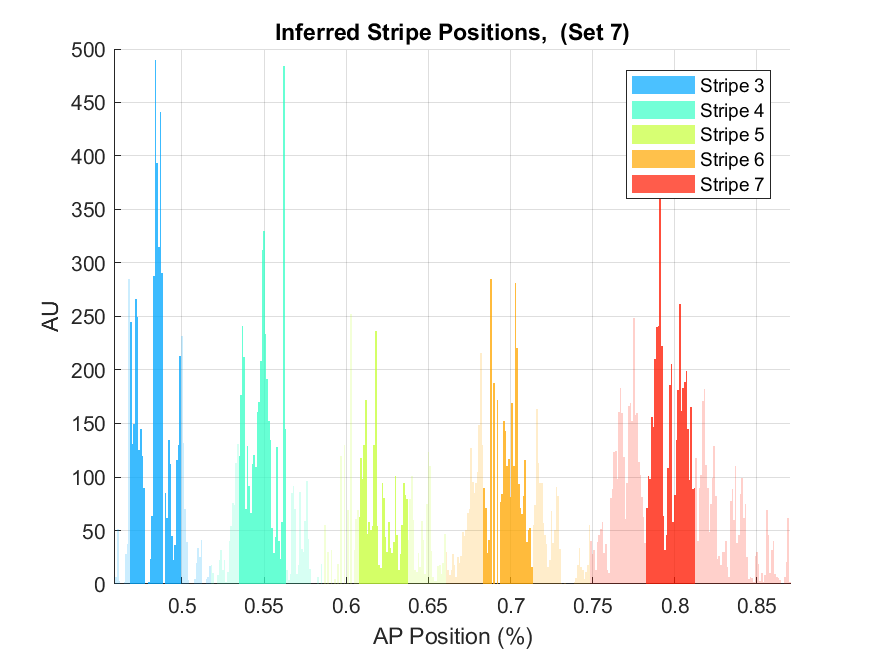 Inferred Stripe Positions,  (Set 7)
500
450
400
350
300
250
200
150
100
50
0
AU
Stripe 3
Stripe 4
Stripe 5
Stripe 6
Stripe 7
0.5 0.55 0.6 0.65 0.7 0.75 0.8 0.85
AP Position (%)